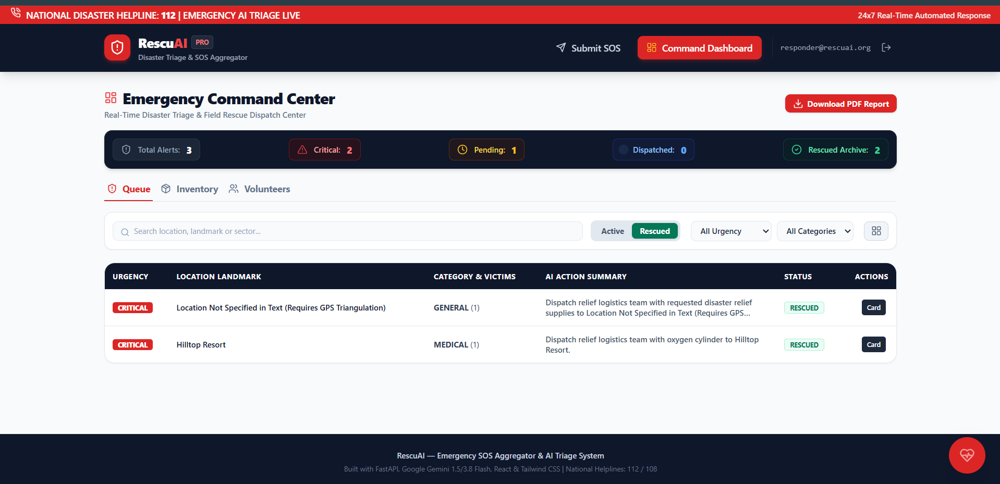 NATIONAL DISASTER HELPLINE: 112 | EMERGENCY AI TRIAGE LIVE
24x7 Real-Time Automated Response
RescuAI PRO
Disaster Triage & SOS Aggregator
Submit SOS
Command Dashboard
responder@rescuai.org
Emergency Command Center
Real-Time Disaster Triage & Field Rescue Dispatch Center
Download PDF Report
Total Alerts: 3
Critical: 2
Pending: 1
Dispatched: 0
Rescued Archive: 2
Queue
Inventory
Volunteers
Search location, landmark or sector...
Active
Rescued
All Urgency
All Categories
URGENCY LOCATION LANDMARK CATEGORY & VICTIMS AI ACTION SUMMARY STATUS ACTIONS
CRITICAL
Location Not Specified in Text (Requires GPS Triangulation)
GENERAL (1)
Dispatch relief logistics team with requested disaster relief
supplies to Location Not Specified in Text (Requires GPS...
RESCUED
Card
CRITICAL
Hilltop Resort
MEDICAL (1)
Dispatch relief logistics team with oxygen cylinder to Hilltop
Resort.
RESCUED
Card
RescuAI — Emergency SOS Aggregator & AI Triage System
Built with FastAPI, Google Gemini 1.5/3.8 Flash, React & Tailwind CSS | National Helplines: 112 / 108